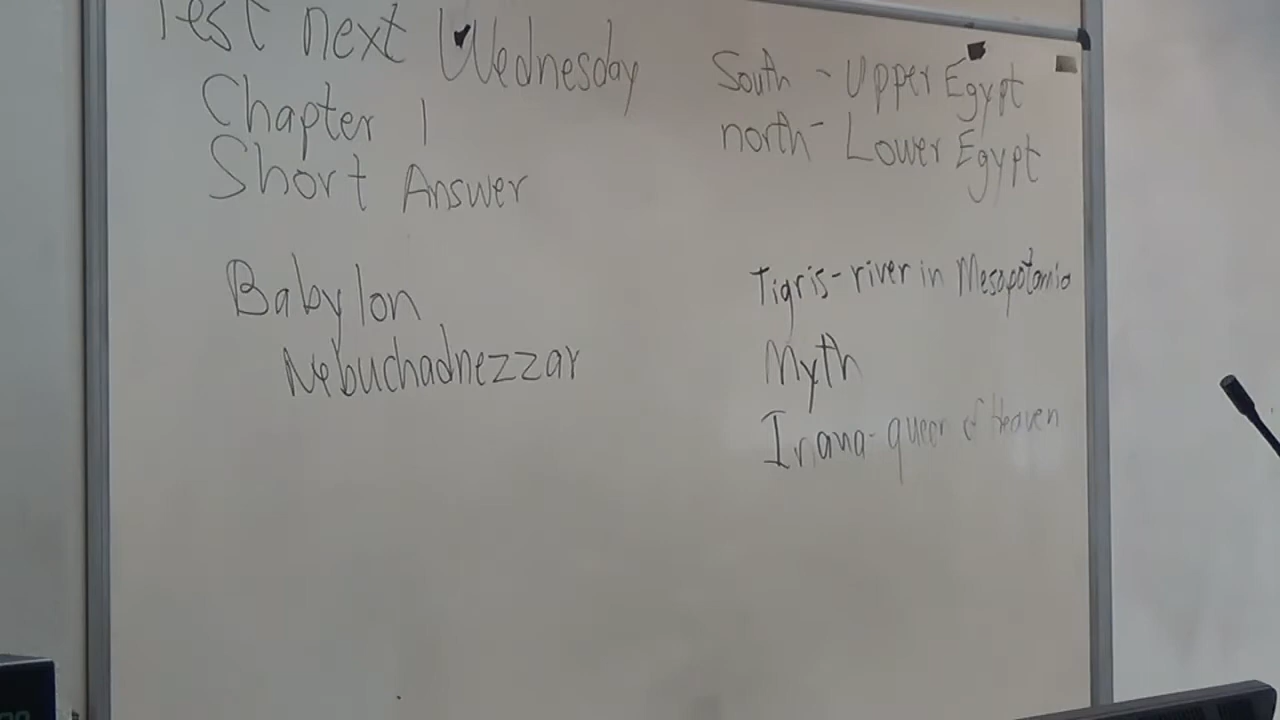 Test next Wednesday
Chapter 1
Short Answer
Babylon
Nebuchadnezzar
South - Upper Egypt
north - Lower Egypt
Tigris - river in Mesopotamia
Myth
Inana - queen of Heaven